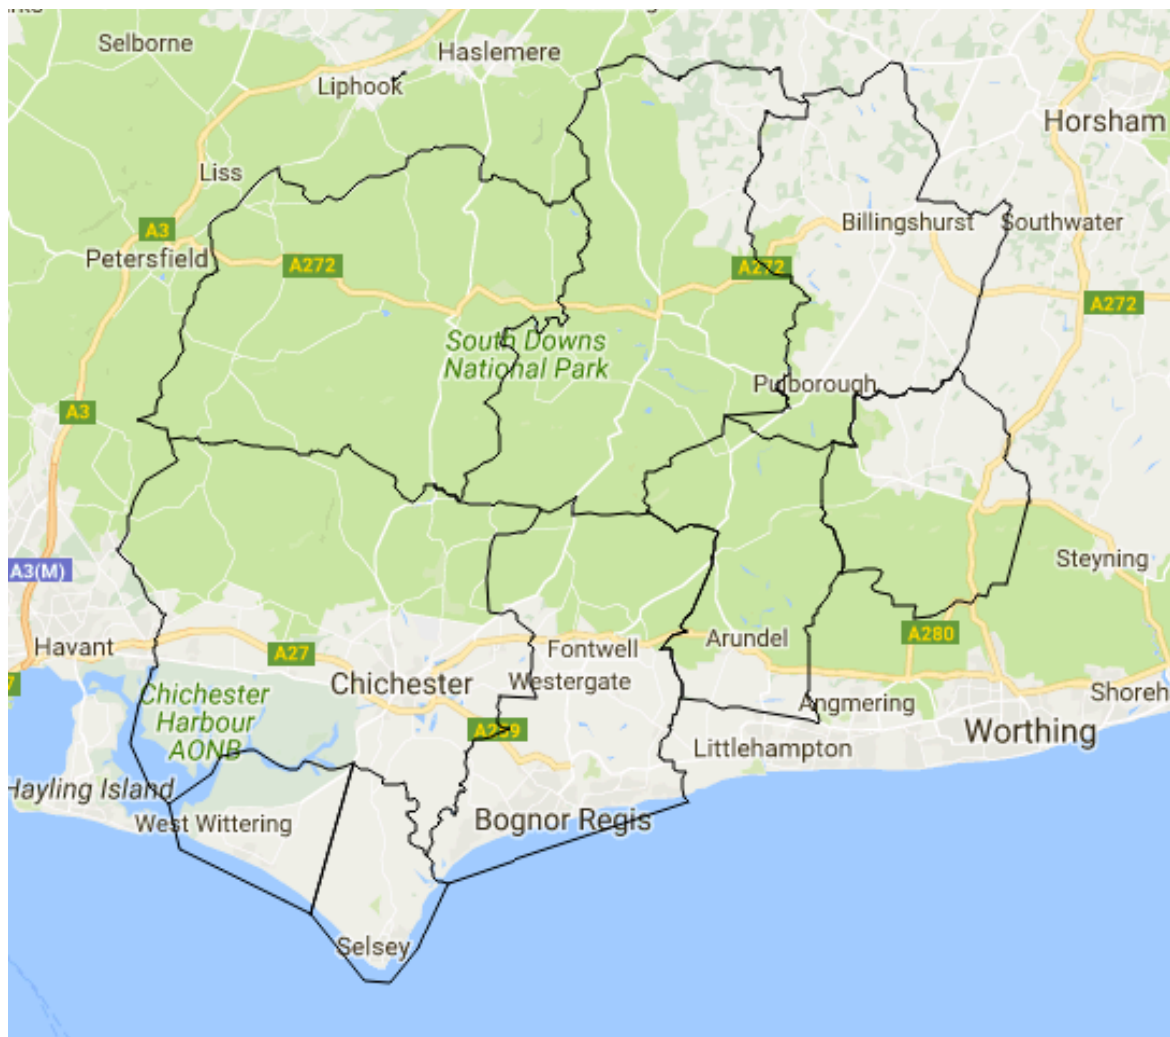 Selborne
Haslemere
Liphook
Horsham
Liss
A3
Billingshurst
Southwater
Petersfield
A272
A272
A272
South Downs
National Park
Pulborough
A3
A3(M)
Steyning
Havant
A27
Fontwell
Arundel
A280
Chichester
Westergate
Chichester
Harbour
AONB
Angmering
Shoreh
Worthing
Littlehampton
Hayling Island
West Wittering
Bognor Regis
Selsey